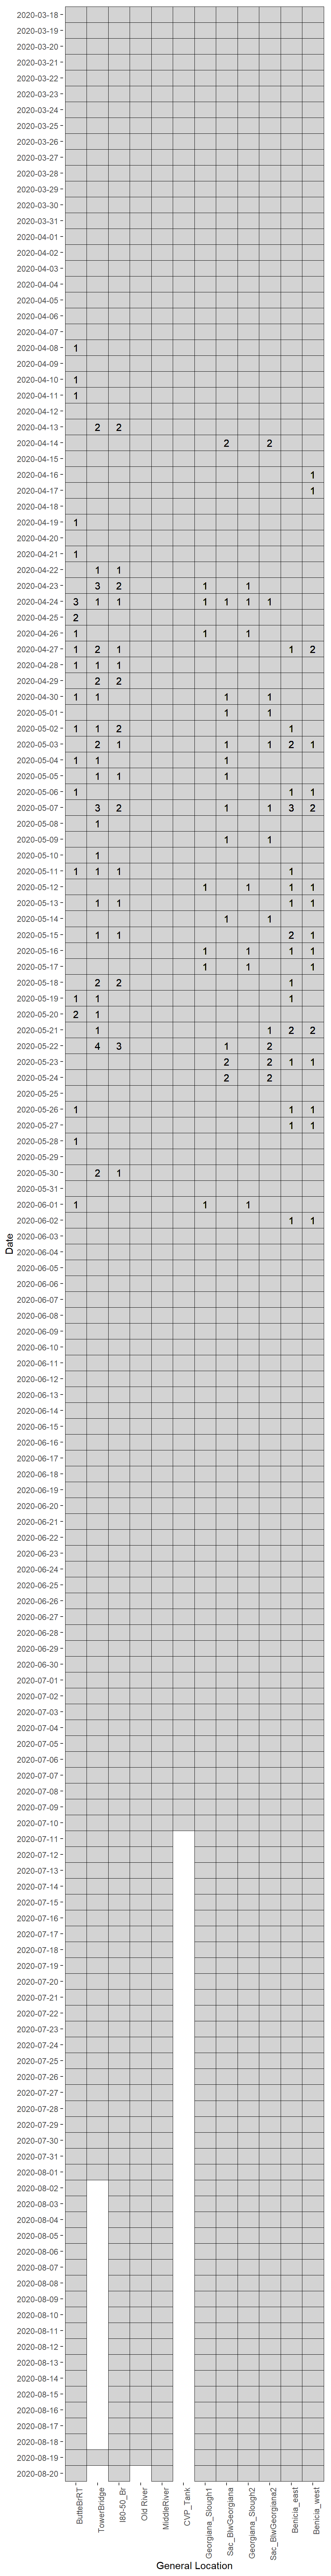 2020-03-18
2020-03-19
2020-03-20
2020-03-21
2020-03-22
2020-03-23
2020-03-24
2020-03-25
2020-03-26
2020-03-27
2020-03-28
2020-03-29
2020-03-30
2020-03-31
2020-04-01
2020-04-02
2020-04-03
2020-04-04
2020-04-05
2020-04-06
2020-04-07
2020-04-08 1
2020-04-09
2020-04-10 1
2020-04-11 1
2020-04-12
2020-04-13 2 2
2020-04-14 2 2
2020-04-15
2020-04-16 1
2020-04-17 1
2020-04-18
2020-04-19 1
2020-04-20
2020-04-21 1
2020-04-22 1 1
2020-04-23 3 2 1 1
2020-04-24 3 1 1 1 1 1 1
2020-04-25 2
2020-04-26 1 1 1
2020-04-27 1 2 1 1 2
2020-04-28 1 1 1
2020-04-29 2 2
2020-04-30 1 1 1 1
2020-05-01 1 1
2020-05-02 1 1 2 1
2020-05-03 2 1 1 1 2 1
2020-05-04 1 1 1
2020-05-05 1 1 1
2020-05-06 1 1 1
2020-05-07 3 2 1 1 3 2
2020-05-08 1
2020-05-09 1 1
2020-05-10 1
2020-05-11 1 1 1 1
2020-05-12 1 1 1 1
2020-05-13 1 1 1 1
2020-05-14 1 1
2020-05-15 1 1 2 1
2020-05-16 1 1 1 1
2020-05-17 1 1 1
2020-05-18 2 2 1
2020-05-19 1 1 1
2020-05-20 2 1
2020-05-21 1 1 2 2
2020-05-22 4 3 1 2
2020-05-23 2 2 1 1
2020-05-24 2 2
2020-05-25
2020-05-26 1 1 1
2020-05-27 1 1
2020-05-28 1
2020-05-29
2020-05-30 2 1
2020-05-31
2020-06-01 1 1 1
2020-06-02 1 1
2020-06-03
Date
2020-06-04
2020-06-05
2020-06-06
2020-06-07
2020-06-08
2020-06-09
2020-06-10
2020-06-11
2020-06-12
2020-06-13
2020-06-14
2020-06-15
2020-06-16
2020-06-17
2020-06-18
2020-06-19
2020-06-20
2020-06-21
2020-06-22
2020-06-23
2020-06-24
2020-06-25
2020-06-26
2020-06-27
2020-06-28
2020-06-29
2020-06-30
2020-07-01
2020-07-02
2020-07-03
2020-07-04
2020-07-05
2020-07-06
2020-07-07
2020-07-08
2020-07-09
2020-07-10
2020-07-11
2020-07-12
2020-07-13
2020-07-14
2020-07-15
2020-07-16
2020-07-17
2020-07-18
2020-07-19
2020-07-20
2020-07-21
2020-07-22
2020-07-23
2020-07-24
2020-07-25
2020-07-26
2020-07-27
2020-07-28
2020-07-29
2020-07-30
2020-07-31
2020-08-01
2020-08-02
2020-08-03
2020-08-04
2020-08-05
2020-08-06
2020-08-07
2020-08-08
2020-08-09
2020-08-10
2020-08-11
2020-08-12
2020-08-13
2020-08-14
2020-08-15
2020-08-16
2020-08-17
2020-08-18
2020-08-19
2020-08-20
ButteBrRT
TowerBridge
I80-50_Br
Old River
MiddleRiver
CVP_Tank
Georgiana_Slough1
Sac_BlwGeorgiana
Georgiana_Slough2
Sac_BlwGeorgiana2
Benicia_east
Benicia_west
General Location